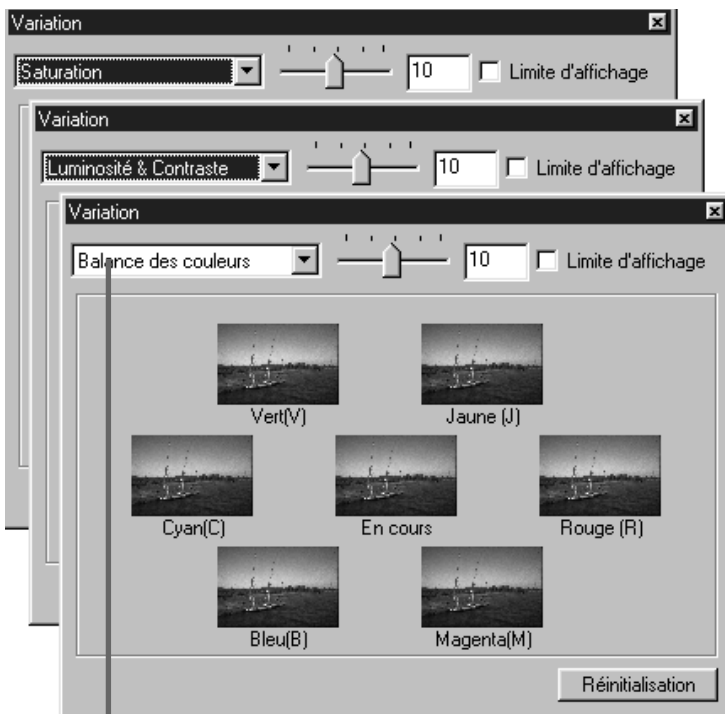 Variation
Saturation 10 Limite d'affichage
Variation
Luminosité & Contraste 10 Limite d'affichage
Variation
Balance des couleurs 10 Limite d'affichage
Vert(V) Jaune (J)
Cyan(C) En cours Rouge (R)
Bleu(B) Magenta(M)
Réinitialisation